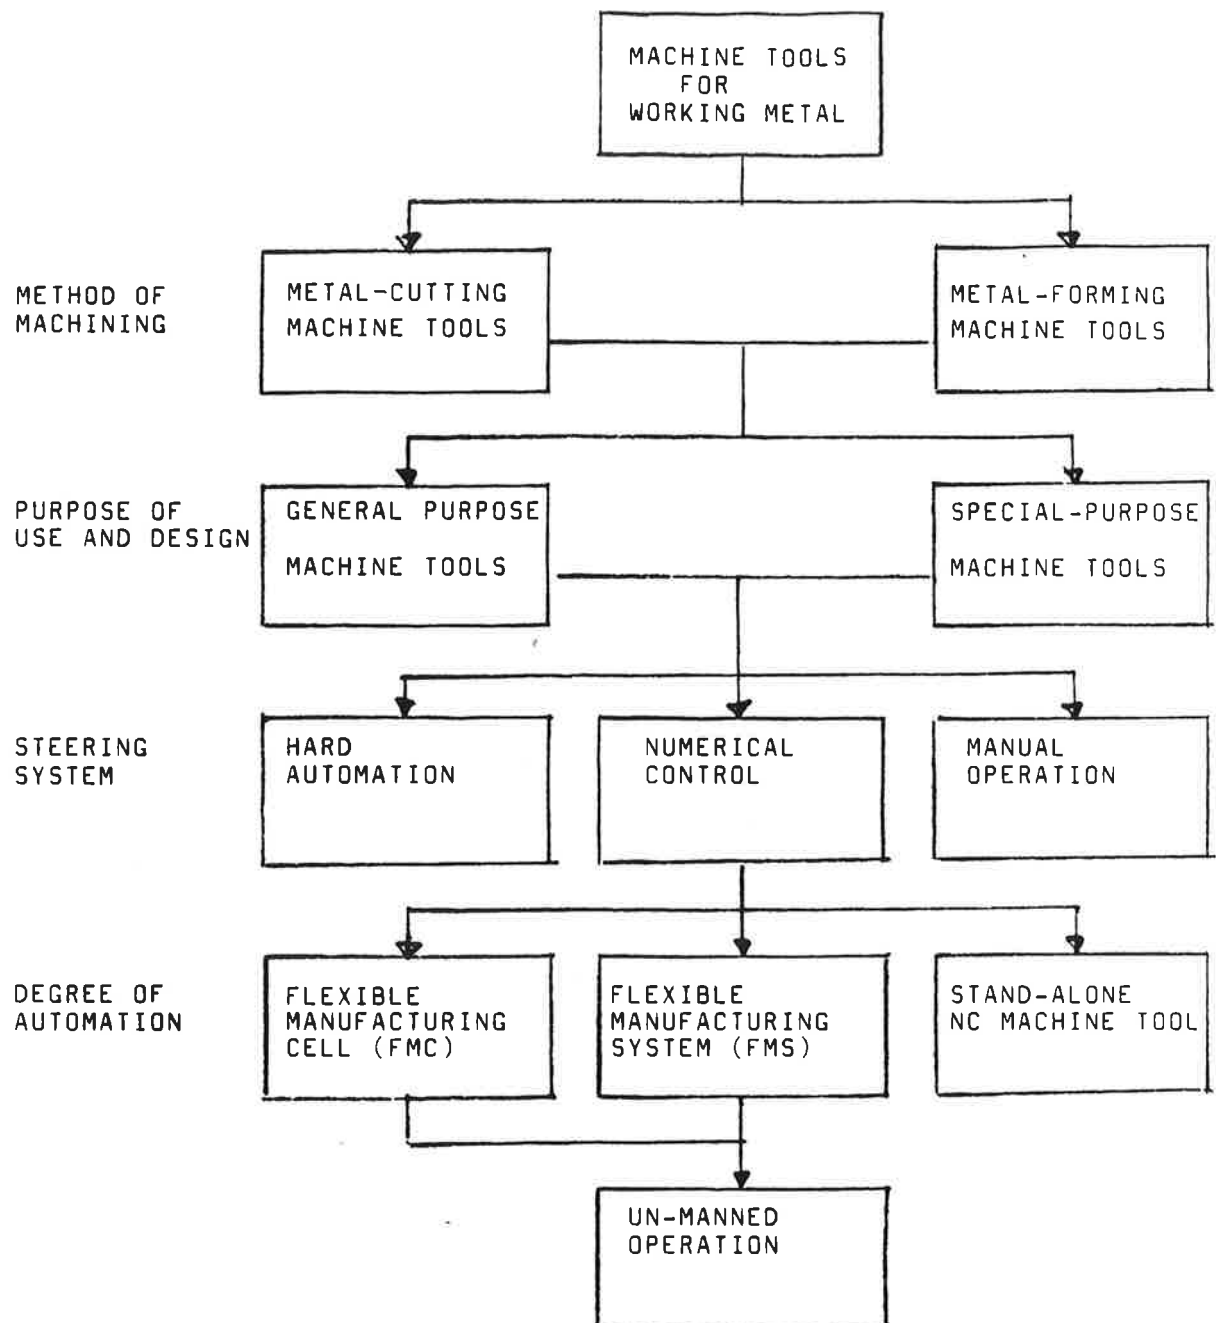 MACHINE TOOLS
FOR
WORKING METAL
METHOD OF
MACHINING
METAL-CUTTING
MACHINE TOOLS
METAL-FORMING
MACHINE TOOLS
PURPOSE OF
USE AND DESIGN
GENERAL PURPOSE
MACHINE TOOLS
SPECIAL-PURPOSE
MACHINE TOOLS
STEERING
SYSTEM
HARD
AUTOMATION
NUMERICAL
CONTROL
MANUAL
OPERATION
DEGREE OF
AUTOMATION
FLEXIBLE
MANUFACTURING
CELL (FMC)
FLEXIBLE
MANUFACTURING
SYSTEM (FMS)
STAND-ALONE
NC MACHINE TOOL
UN-MANNED
OPERATION